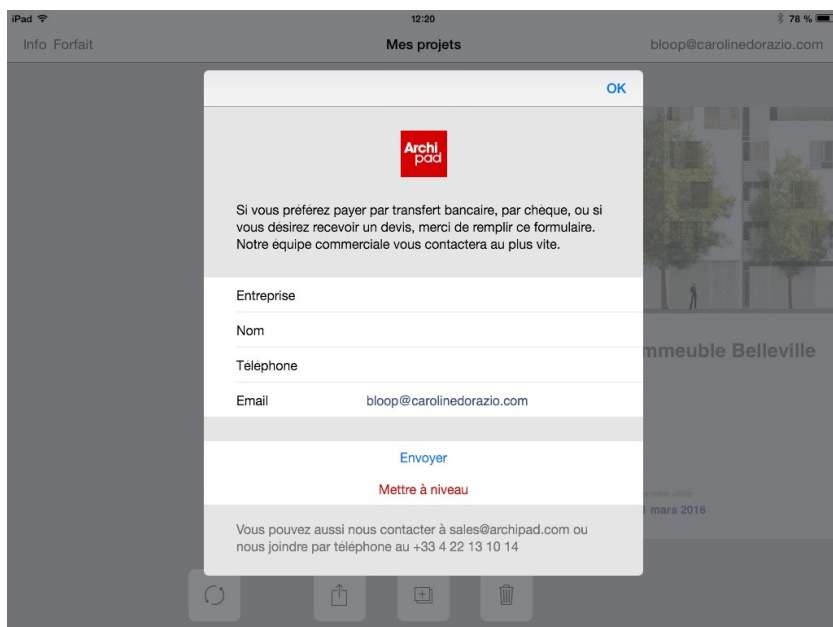 iPad 12:20 78 %
Info Forfait Mes projets bloop@carolinedorazio.com
OK
Archi
pad
Si vous préférez payer par transfert bancaire, par chèque, ou si
vous désirez recevoir un devis, merci de remplir ce formulaire.
Notre équipe commerciale vous contactera au plus vite.
Entreprise
Nom
Téléphone
Email bloop@carolinedorazio.com
Envoyer
Mettre à niveau
Vous pouvez aussi nous contacter à sales@archipad.com ou
nous joindre par téléphone au +33 4 22 13 10 14
mmeuble Belleville
visite
1 mars 2016